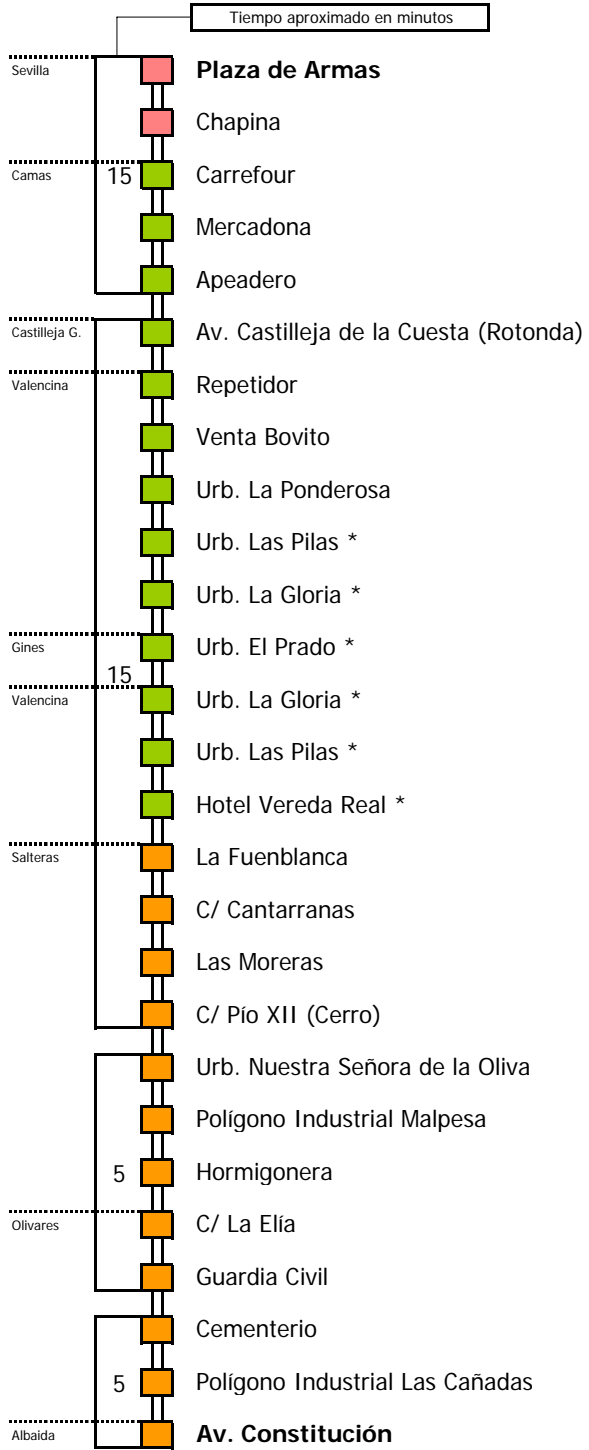 Tiempo aproximado en minutos
Sevilla
Plaza de Armas
Chapina
Camas
15
Carrefour
Mercadona
Apeadero
Castilleja G.
Av. Castilleja de la Cuesta (Rotonda)
Valencina
Repetidor
Venta Bovito
Urb. La Ponderosa
Urb. Las Pilas *
Urb. La Gloria *
Gines
Urb. El Prado *
15
Valencina
Urb. La Gloria *
Urb. Las Pilas *
Hotel Vereda Real *
Salteras
La Fuenblanca
C/ Cantarranas
Las Moreras
C/ Pío XII (Cerro)
Urb. Nuestra Señora de la Oliva
Polígono Industrial Malpesa
5
Hormigonera
Olivares
C/ La Elía
Guardia Civil
Cementerio
5
Polígono Industrial Las Cañadas
Albaida
Av. Constitución